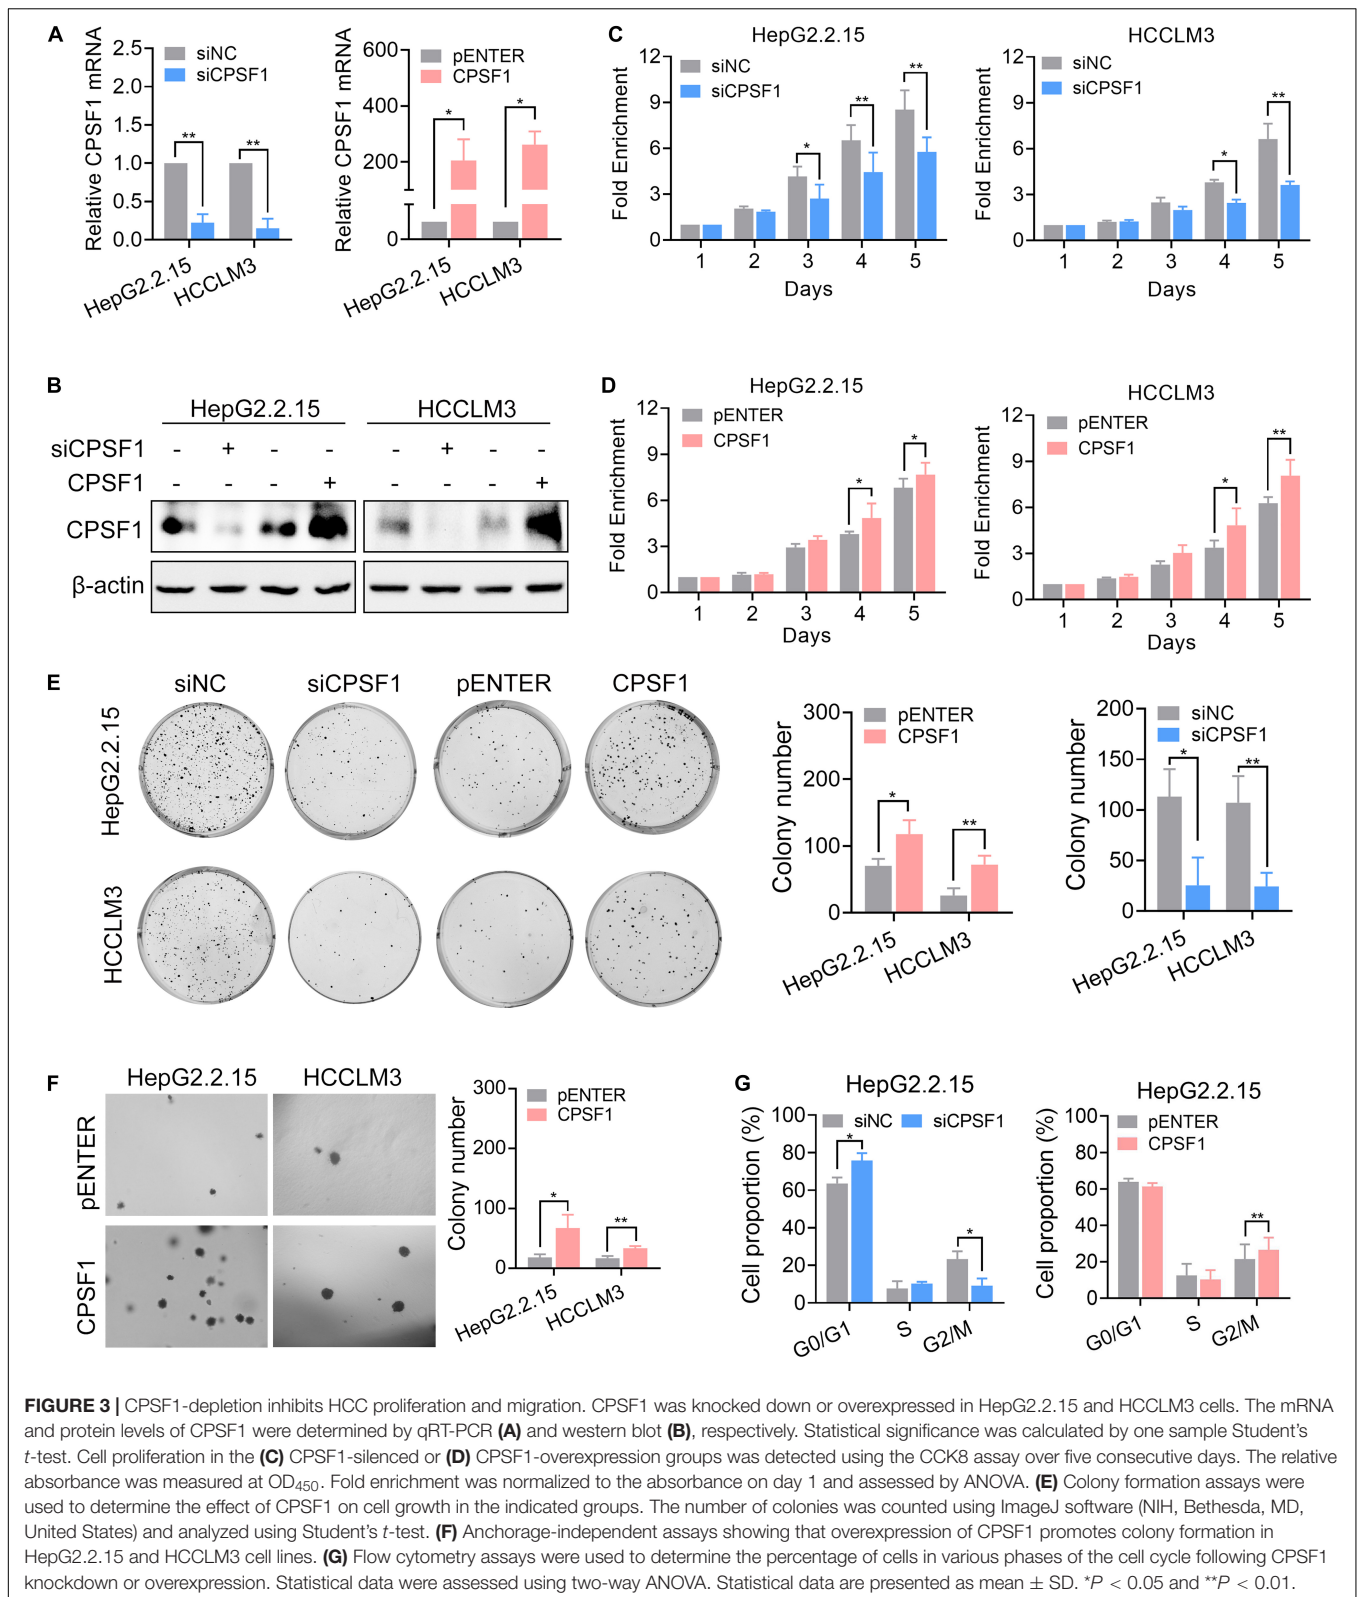 A
Relative CPSF1 mRNA
2.5
2.0
1.5
1.0
0.5
0.0
siNC
siCPSF1
**
**
HepG2.2.15
HCCLM3
Relative CPSF1 mRNA
600
400
200
0
pENTER
CPSF1
*
*
HepG2.2.15
HCCLM3
C
HepG2.2.15
Fold Enrichment
12
9
6
3
0
siNC
siCPSF1
*
**
**
1 2 3 4 5
Days
HCCLM3
Fold Enrichment
12
9
6
3
0
siNC
siCPSF1
*
**
1 2 3 4 5
Days
B
HepG2.2.15 HCCLM3
siCPSF1 - + - - - + - -
CPSF1 - - - + - - - +
CPSF1
β-actin
D
HepG2.2.15
Fold Enrichment
12
9
6
3
0
pENTER
CPSF1
*
*
1 2 3 4 5
Days
HCCLM3
Fold Enrichment
12
9
6
3
0
pENTER
CPSF1
*
**
1 2 3 4 5
Days
E
siNC siCPSF1 pENTER CPSF1
HepG2.2.15
HCCLM3
Colony number
300
200
100
0
pENTER
CPSF1
*
**
HepG2.2.15
HCCLM3
Colony number
200
150
100
50
0
siNC
siCPSF1
*
**
HepG2.2.15
HCCLM3
F
HepG2.2.15 HCCLM3
pENTER
CPSF1
Colony number
300
200
100
0
pENTER
CPSF1
*
**
HepG2.2.15
HCCLM3
G
HepG2.2.15
Cell proportion (%)
100
80
60
40
20
0
siNC siCPSF1
*
*
G0/G1 S G2/M
HepG2.2.15
Cell proportion (%)
100
80
60
40
20
0
pENTER
CPSF1
**
G0/G1 S G2/M
FIGURE 3 | CPSF1-depletion inhibits HCC proliferation and migration. CPSF1 was knocked down or overexpressed in HepG2.2.15 and HCCLM3 cells. The mRNA
and protein levels of CPSF1 were determined by qRT-PCR (A) and western blot (B), respectively. Statistical significance was calculated by one sample Student's
t-test. Cell proliferation in the (C) CPSF1-silenced or (D) CPSF1-overexpression groups was detected using the CCK8 assay over five consecutive days. The relative
absorbance was measured at OD450. Fold enrichment was normalized to the absorbance on day 1 and assessed by ANOVA. (E) Colony formation assays were
used to determine the effect of CPSF1 on cell growth in the indicated groups. The number of colonies was counted using ImageJ software (NIH, Bethesda, MD,
United States) and analyzed using Student's t-test. (F) Anchorage-independent assays showing that overexpression of CPSF1 promotes colony formation in
HepG2.2.15 and HCCLM3 cell lines. (G) Flow cytometry assays were used to determine the percentage of cells in various phases of the cell cycle following CPSF1
knockdown or overexpression. Statistical data were assessed using two-way ANOVA. Statistical data are presented as mean ± SD. *P < 0.05 and **P < 0.01.